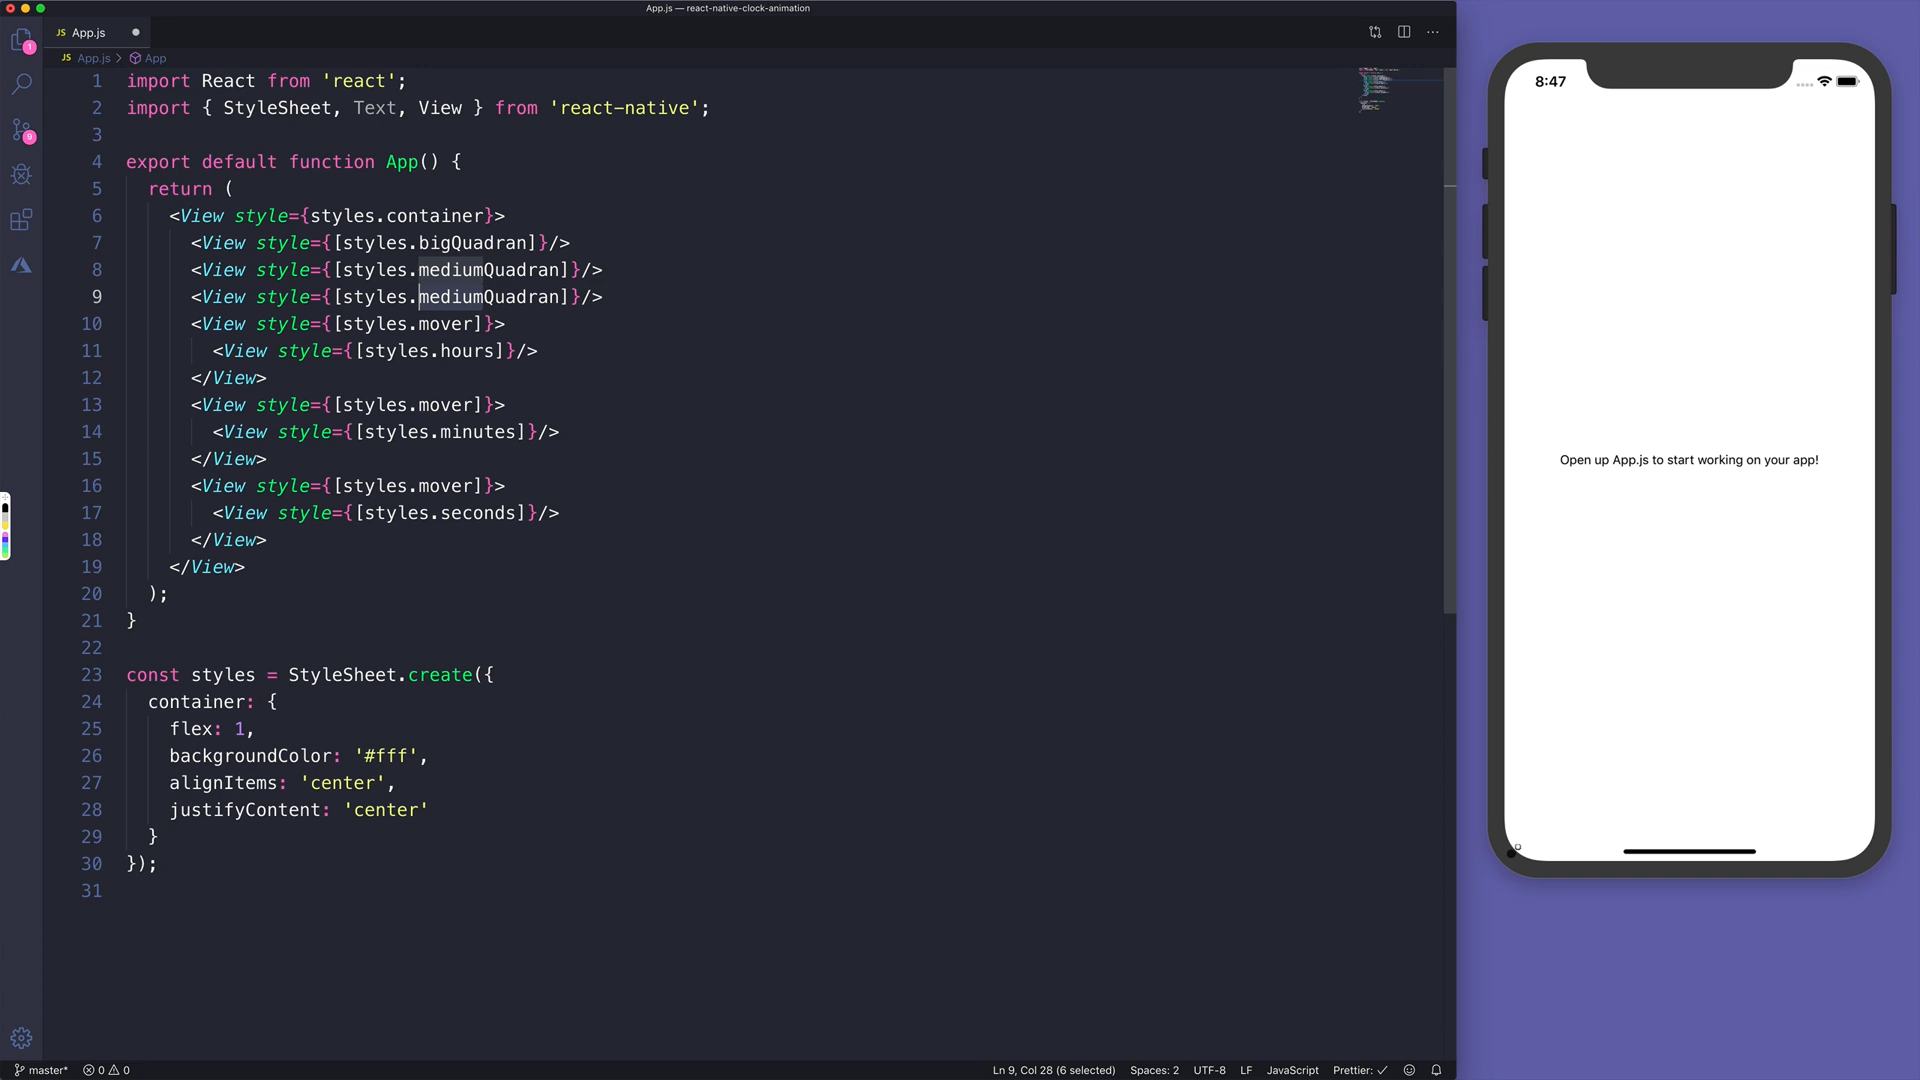 App.js — react-native-clock-animation
JS App.js
JS App.js > App
1 import React from 'react';
2 import { StyleSheet, Text, View } from 'react-native';
3
4 export default function App() {
5 return (
6 <View style={styles.container}>
7 <View style={[styles.bigQuadran]}/>
8 <View style={[styles.mediumQuadran]}/>
9 <View style={[styles.mediumQuadran]}/>
10 <View style={[styles.mover]}>
11 <View style={[styles.hours]}/>
12 </View>
13 <View style={[styles.mover]}>
14 <View style={[styles.minutes]}/>
15 </View>
16 <View style={[styles.mover]}>
17 <View style={[styles.seconds]}/>
18 </View>
19 </View>
20 );
21 }
22
23 const styles = StyleSheet.create({
24 container: {
25 flex: 1,
26 backgroundColor: '#fff',
27 alignItems: 'center',
28 justifyContent: 'center'
29 }
30 });
31
1
9
master* 0 0
Ln 9, Col 28 (6 selected) Spaces: 2 UTF-8 LF JavaScript Prettier: ✓
8:47
Open up App.js to start working on your app!